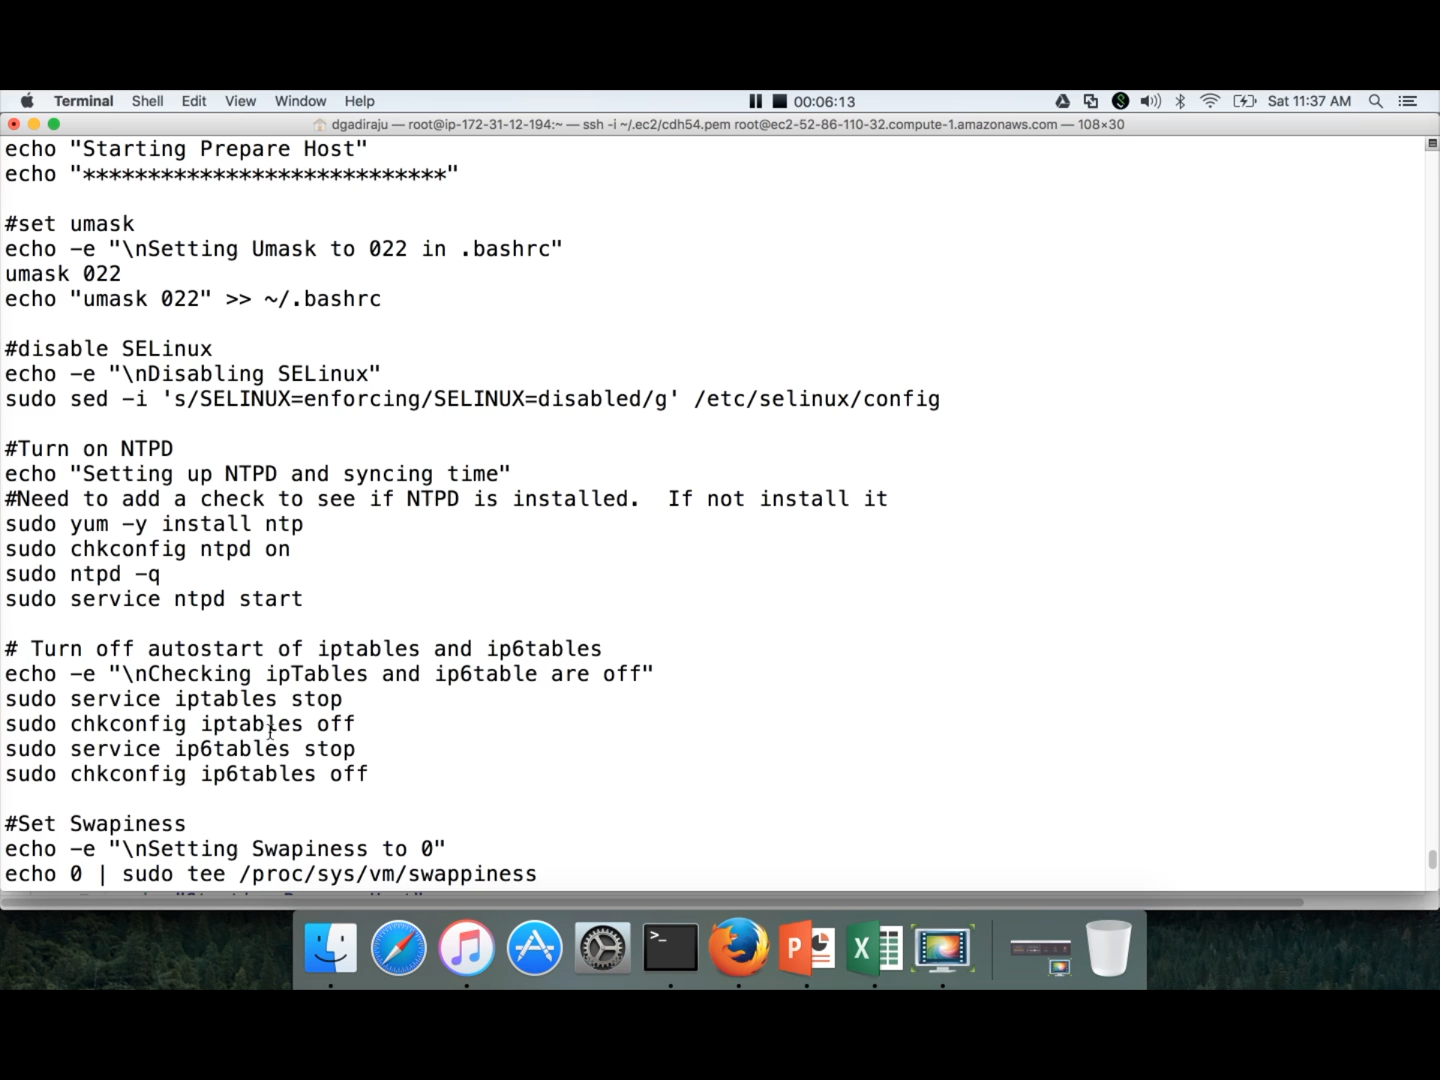 Terminal Shell Edit View Window Help 00:06:13 Sat 11:37 AM
dgadiraju — root@ip-172-31-12-194:~ — ssh -i ~/.ec2/cdh54.pem root@ec2-52-86-110-32.compute-1.amazonaws.com — 108×30
echo "Starting Prepare Host"
echo "****************************"
#set umask
echo -e "\nSetting Umask to 022 in .bashrc"
umask 022
echo "umask 022" >> ~/.bashrc
#disable SELinux
echo -e "\nDisabling SELinux"
sudo sed -i 's/SELINUX=enforcing/SELINUX=disabled/g' /etc/selinux/config
#Turn on NTPD
echo "Setting up NTPD and syncing time"
#Need to add a check to see if NTPD is installed.  If not install it
sudo yum -y install ntp
sudo chkconfig ntpd on
sudo ntpd -q
sudo service ntpd start
# Turn off autostart of iptables and ip6tables
echo -e "\nChecking ipTables and ip6table are off"
sudo service iptables stop
sudo chkconfig iptables off
sudo service ip6tables stop
sudo chkconfig ip6tables off
#Set Swapiness
echo -e "\nSetting Swapiness to 0"
echo 0 | sudo tee /proc/sys/vm/swappiness